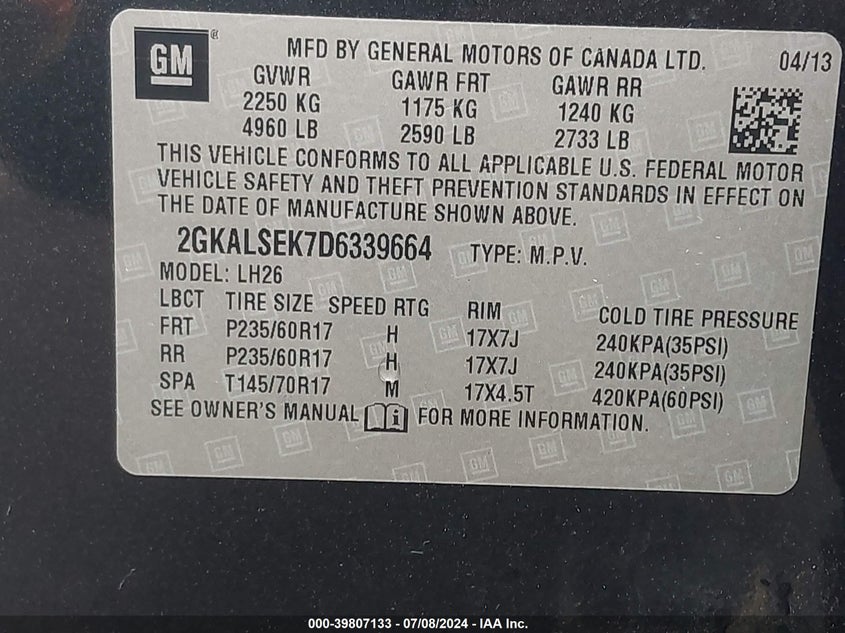 GM ®
MFD BY GENERAL MOTORS OF CANADA LTD. 04/13
GVWR GAWR FRT GAWR RR
2250 KG 1175 KG 1240 KG
4960 LB 2590 LB 2733 LB
THIS VEHICLE CONFORMS TO ALL APPLICABLE U.S. FEDERAL MOTOR
VEHICLE SAFETY AND THEFT PREVENTION STANDARDS IN EFFECT ON
THE DATE OF MANUFACTURE SHOWN ABOVE.
2GKALSEK7D6339664 TYPE: M.P.V.
MODEL: LH26
LBCT TIRE SIZE SPEED RTG RIM COLD TIRE PRESSURE
FRT P235/60R17 H 17X7J 240KPA(35PSI)
RR P235/60R17 H 17X7J 240KPA(35PSI)
SPA T145/70R17 M 17X4.5T 420KPA(60PSI)
SEE OWNER'S MANUAL i FOR MORE INFORMATION.
000-39807133 - 07/08/2024 - IAA Inc.